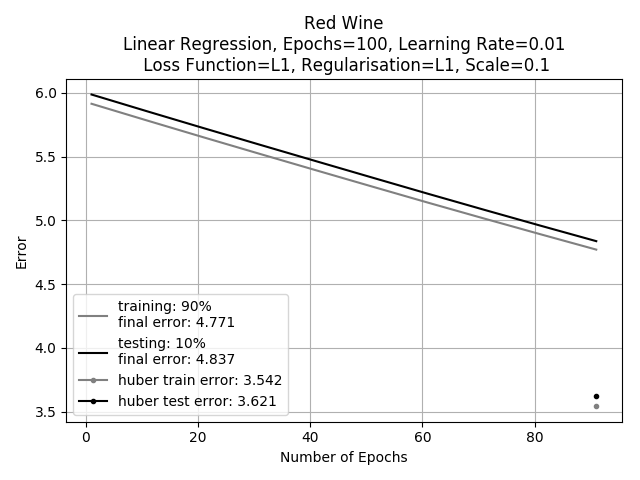 Red Wine
Linear Regression, Epochs=100, Learning Rate=0.01
Loss Function=L1, Regularisation=L1, Scale=0.1
6.0
5.5
5.0
4.5
4.0
3.5
Error
training: 90%
final error: 4.771
testing: 10%
final error: 4.837
huber train error: 3.542
huber test error: 3.621
0
20
40
60
80
Number of Epochs